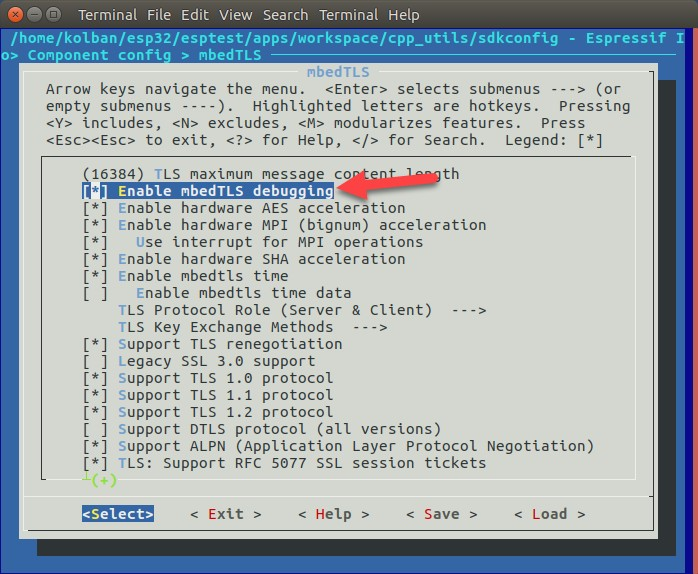 Terminal File Edit View Search Terminal Help
/home/kolban/esp32/esptest/apps/workspace/cpp_utils/sdkconfig - Espressif I
o> Component config > mbedTLS
mbedTLS
Arrow keys navigate the menu. <Enter> selects submenus ---> (or
empty submenus ----). Highlighted letters are hotkeys. Pressing
<Y> includes, <N> excludes, <M> modularizes features. Press
<Esc><Esc> to exit, <?> for Help, </> for Search. Legend: [*]
(16384) TLS maximum message content length
[*] Enable mbedTLS debugging
[*] Enable hardware AES acceleration
[*] Enable hardware MPI (bignum) acceleration
[*] Use interrupt for MPI operations
[*] Enable hardware SHA acceleration
[*] Enable mbedtls time
[ ] Enable mbedtls time data
TLS Protocol Role (Server & Client) --->
TLS Key Exchange Methods --->
[*] Support TLS renegotiation
[ ] Legacy SSL 3.0 support
[*] Support TLS 1.0 protocol
[*] Support TLS 1.1 protocol
[*] Support TLS 1.2 protocol
[ ] Support DTLS protocol (all versions)
[*] Support ALPN (Application Layer Protocol Negotiation)
[*] TLS: Support RFC 5077 SSL session tickets
(+)
<Select> < Exit > < Help > < Save > < Load >